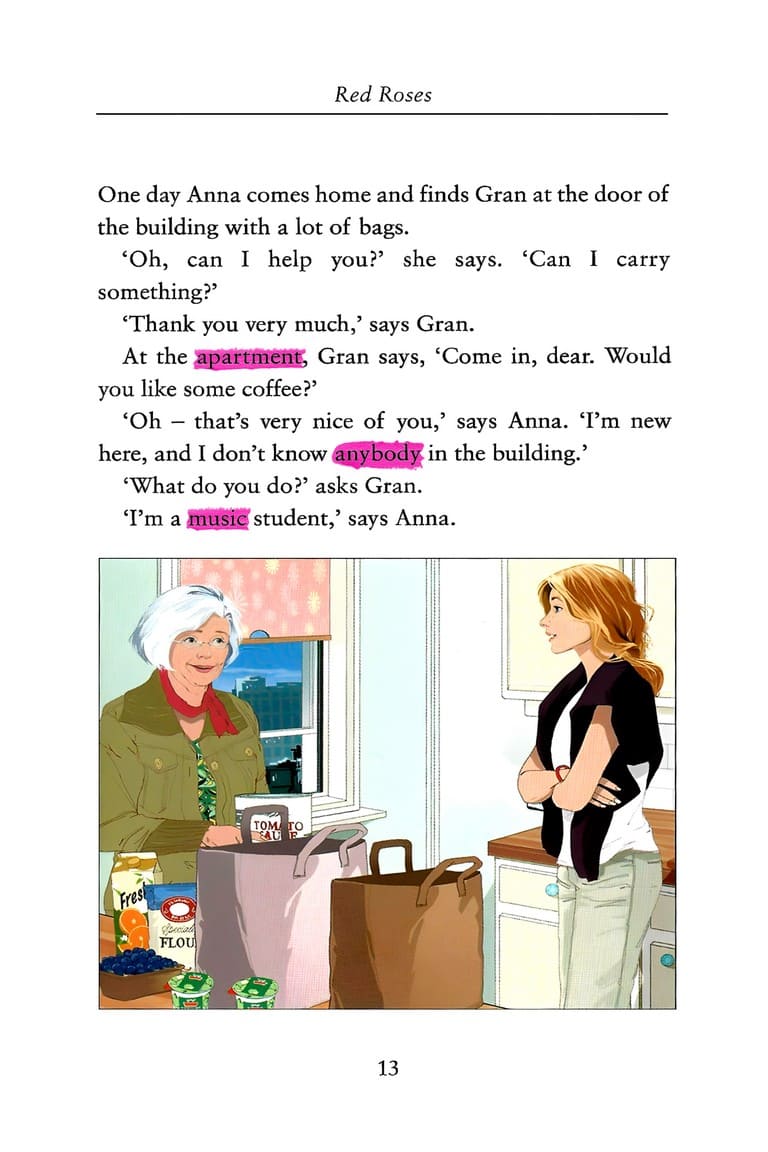 Red Roses
One day Anna comes home and finds Gran at the door of
the building with a lot of bags.
‘Oh, can I help you?’ she says. ‘Can I carry
something?’
‘Thank you very much,’ says Gran.
At the apartment, Gran says, ‘Come in, dear. Would
you like some coffee?’
‘Oh – that’s very nice of you,’ says Anna. ‘I’m new
here, and I don’t know anybody in the building.’
‘What do you do?’ asks Gran.
‘I’m a music student,’ says Anna.
TOMATO
SAUCE
Fresh
Special
FLOU
13